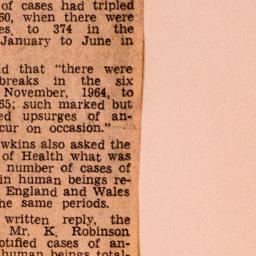 of cases had tripled
60, when there were
es to 374 in the
January to June in
d that "there were
breaks in the six
November, 1964, to
65; such marked but
ed upsurges of an-
cur on occasion."
wkins also asked the
of Health what was
number of cases of
in human beings re-
England and Wales
he same periods.
written reply, the
Mr. K. Robinson
otified cases of an-
human beings total-